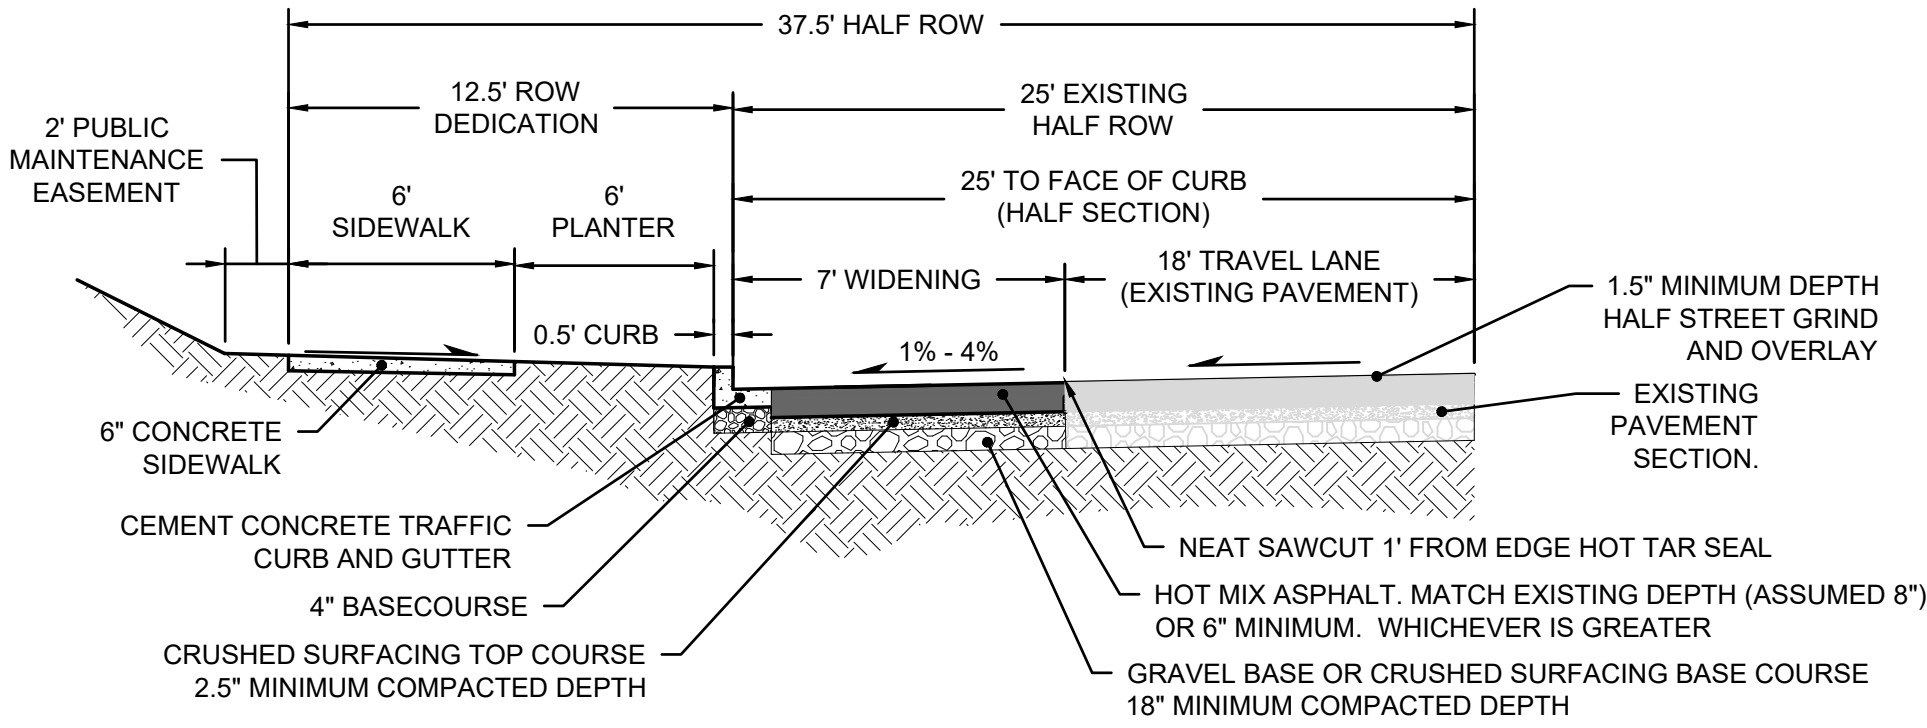 37.5' HALF ROW
12.5' ROW
DEDICATION
25' EXISTING
HALF ROW
2' PUBLIC
MAINTENANCE
EASEMENT
6'
SIDEWALK
6'
PLANTER
25' TO FACE OF CURB
(HALF SECTION)
7' WIDENING
18' TRAVEL LANE
(EXISTING PAVEMENT)
0.5' CURB
1% - 4%
1.5" MINIMUM DEPTH
HALF STREET GRIND
AND OVERLAY
EXISTING
PAVEMENT
SECTION.
6" CONCRETE
SIDEWALK
CEMENT CONCRETE TRAFFIC
CURB AND GUTTER
4" BASECOURSE
CRUSHED SURFACING TOP COURSE
2.5" MINIMUM COMPACTED DEPTH
NEAT SAWCUT 1' FROM EDGE HOT TAR SEAL
HOT MIX ASPHALT. MATCH EXISTING DEPTH (ASSUMED 8")
OR 6" MINIMUM.  WHICHEVER IS GREATER
GRAVEL BASE OR CRUSHED SURFACING BASE COURSE
18" MINIMUM COMPACTED DEPTH